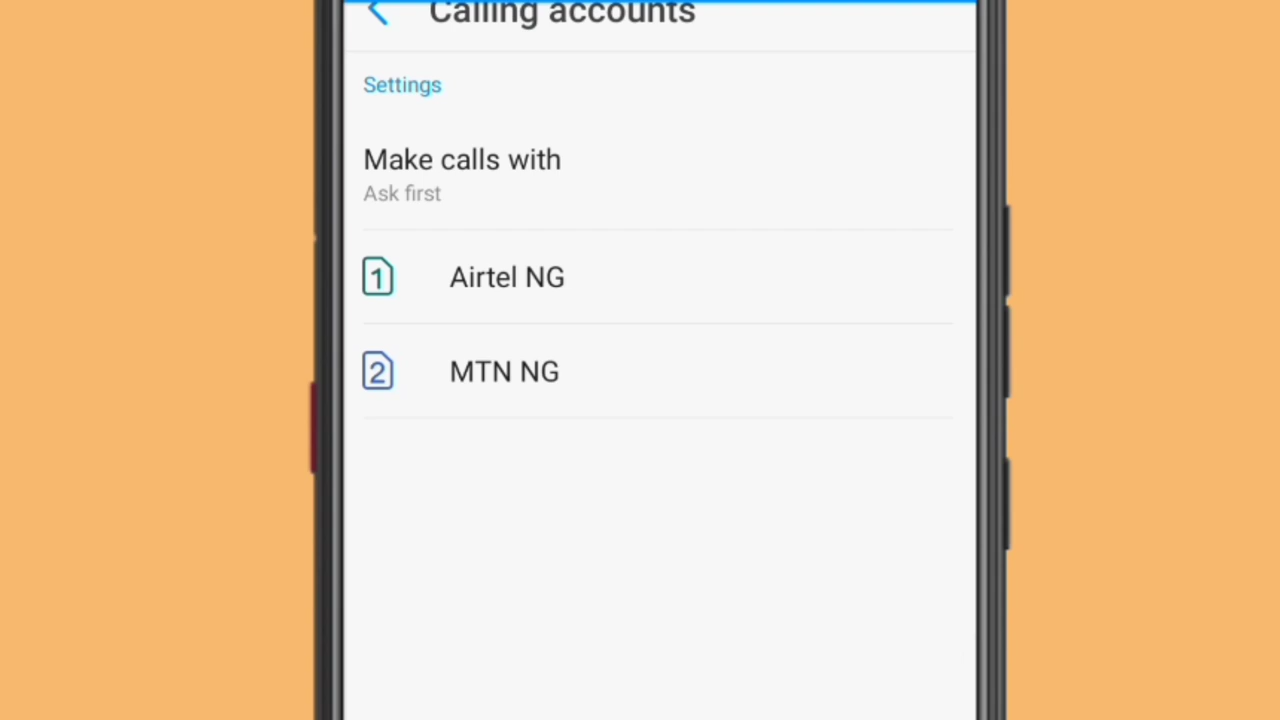 Calling accounts
Settings
Make calls with
Ask first
1 Airtel NG
2 MTN NG